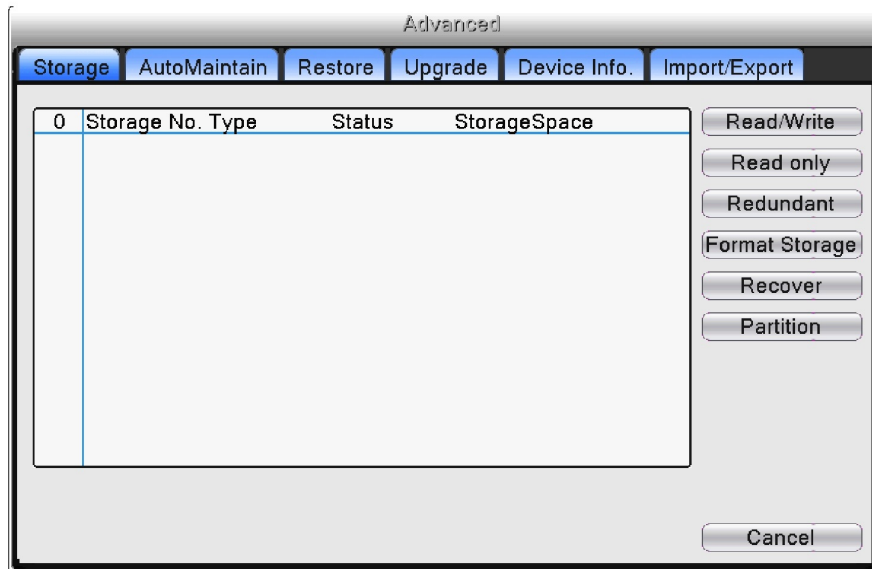 Advanced
Storage AutoMaintain Restore Upgrade Device Info. Import/Export
0 Storage No. Type Status StorageSpace
Read/Write
Read only
Redundant
Format Storage
Recover
Partition
Cancel